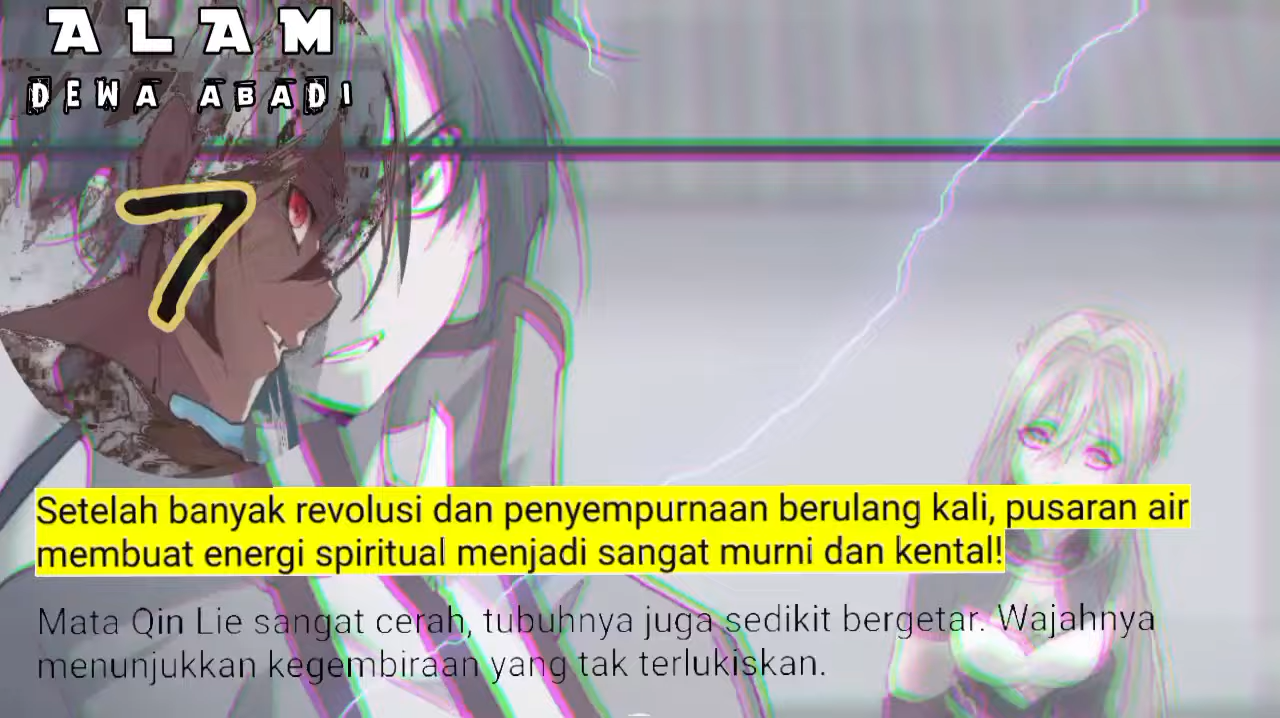 ALAM
DEWA ABADI
7
Setelah banyak revolusi dan penyempurnaan berulang kali, pusaran air
membuat energi spiritual menjadi sangat murni dan kental!
Mata Qin Lie sangat cerah, tubuhnya juga sedikit bergetar. Wajahnya
menunjukkan kegembiraan yang tak terlukiskan.